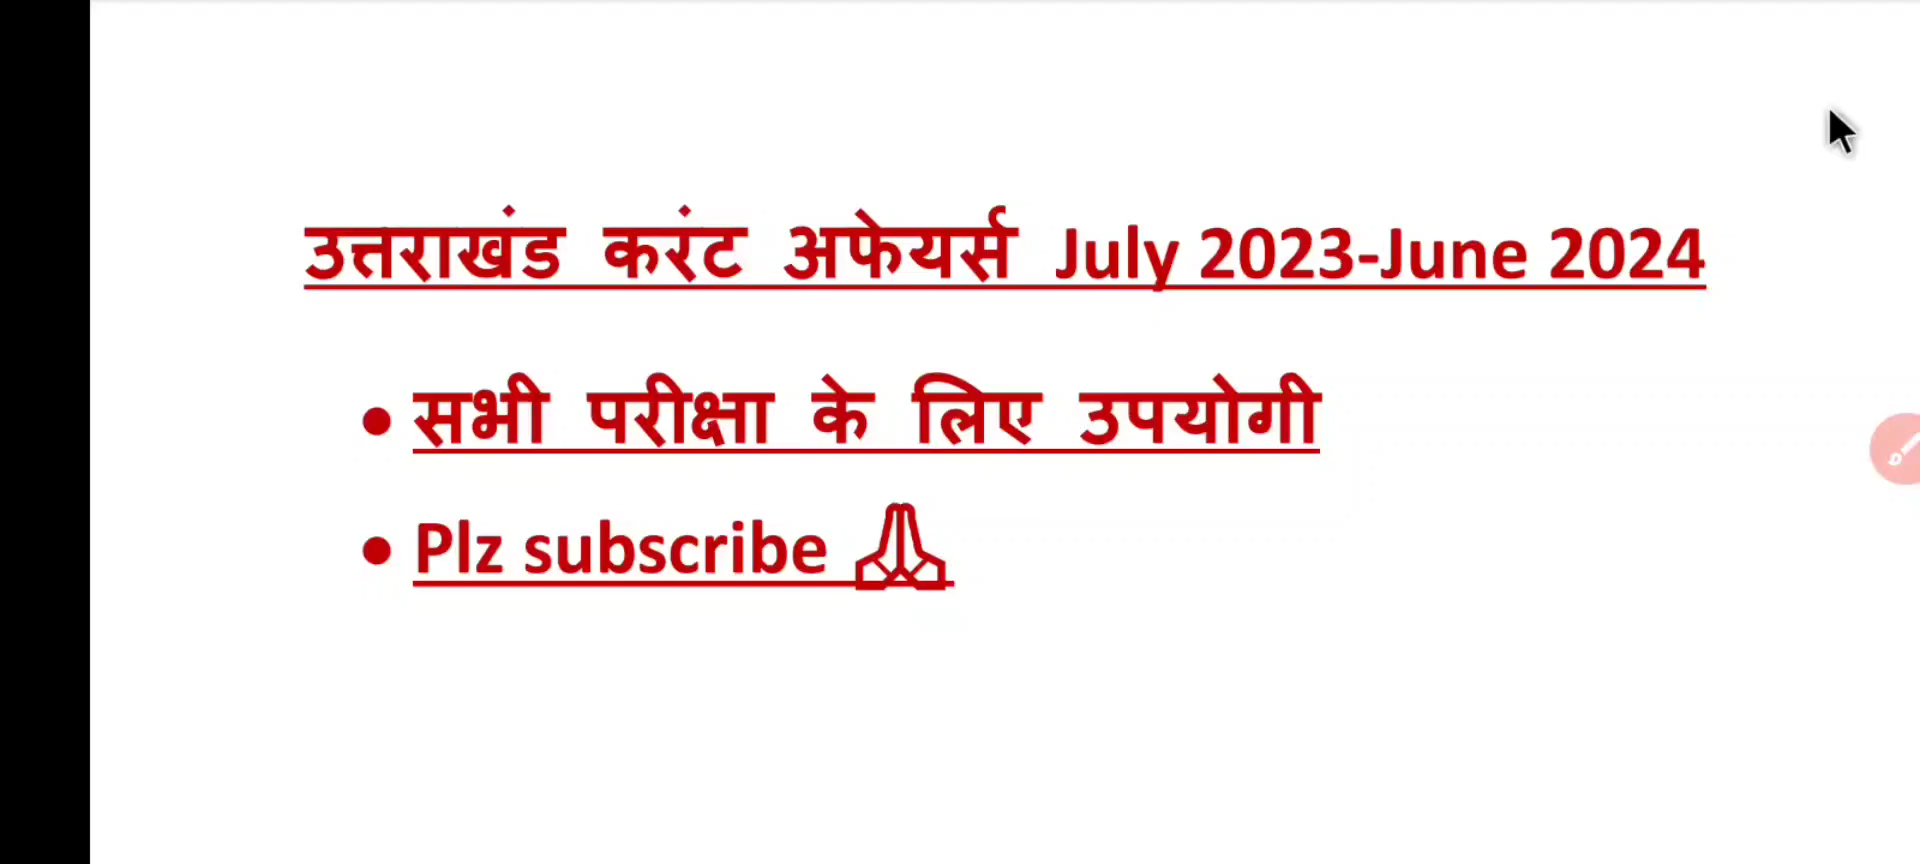 उत्तराखंड करंट अफेयर्स July 2023-June 2024
• सभी परीक्षा के लिए उपयोगी
• Plz subscribe 🙏